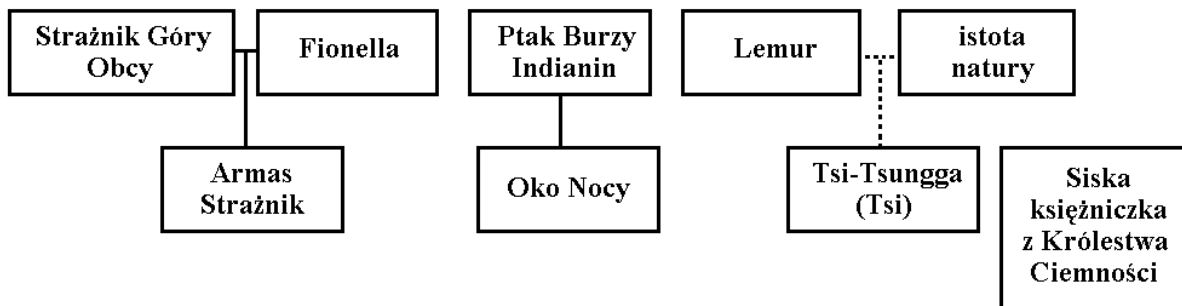 Strażnik Góry
Obcy
Fionella
Ptak Burzy
Indianin
Lemur
istota
natury
Armas
Strażnik
Oko Nocy
Tsi-Tsungga
(Tsi)
Siska
księżniczka
z Królestwa
Ciemności